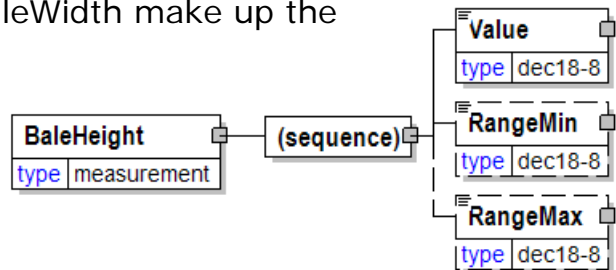 leWidth make up the
Value
type dec18-8
BaleHeight
type measurement
(sequence)
RangeMin
type dec18-8
RangeMax
type dec18-8